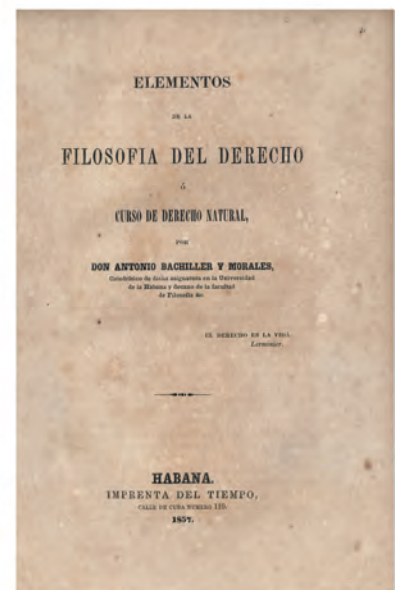 ELEMENTOS
DE LA
FILOSOFIA DEL DERECHO
ó
CURSO DE DERECHO NATURAL,
POR
DON ANTONIO BACHILLER Y MORALES,
Catedrático de dicha asignatura en la Universidad
de la Habana y decano de la facultad
de Filosofía &c.
EL DERECHO ES LA VIDA.
Lerminier.
HABANA.
IMPRENTA DEL TIEMPO,
CALLE DE CUBA NUMERO 110.
1857.